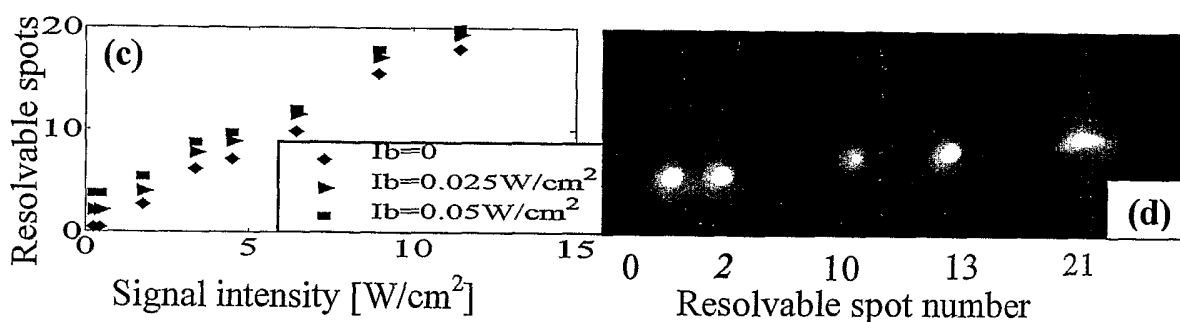 Resolvable spots
20
10
0
(c)
Ib=0
Ib=0.025W/cm²
Ib=0.05W/cm²
0 5 10 15
Signal intensity [W/cm²]
(d)
0 2 10 13 21
Resolvable spot number